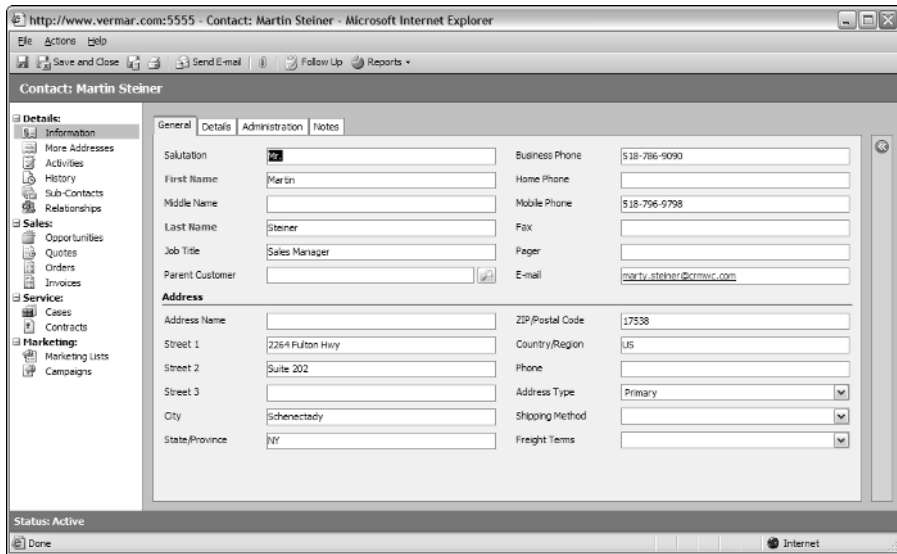 http://www.vermar.com:5555 - Contact: Martin Steiner - Microsoft Internet Explorer
File Actions Help
Save and Close Send E-mail Follow Up Reports
Contact: Martin Steiner
Details:
Information
More Addresses
Activities
History
Sub-Contacts
Relationships
Sales:
Opportunities
Quotes
Orders
Invoices
Service:
Cases
Contracts
Marketing:
Marketing Lists
Campaigns
General Details Administration Notes
Salutation Mr. Business Phone 518-786-9090
First Name Martin Home Phone
Middle Name Mobile Phone 518-796-9798
Last Name Steiner Fax
Job Title Sales Manager Pager
Parent Customer E-mail marty.steiner@crmwc.com
Address
Address Name ZIP/Postal Code 17538
Street 1 2264 Fulton Hwy Country/Region US
Street 2 Suite 202 Phone
Street 3 Address Type Primary
City Schenectady Shipping Method
State/Province NY Freight Terms
Status: Active
Done Internet